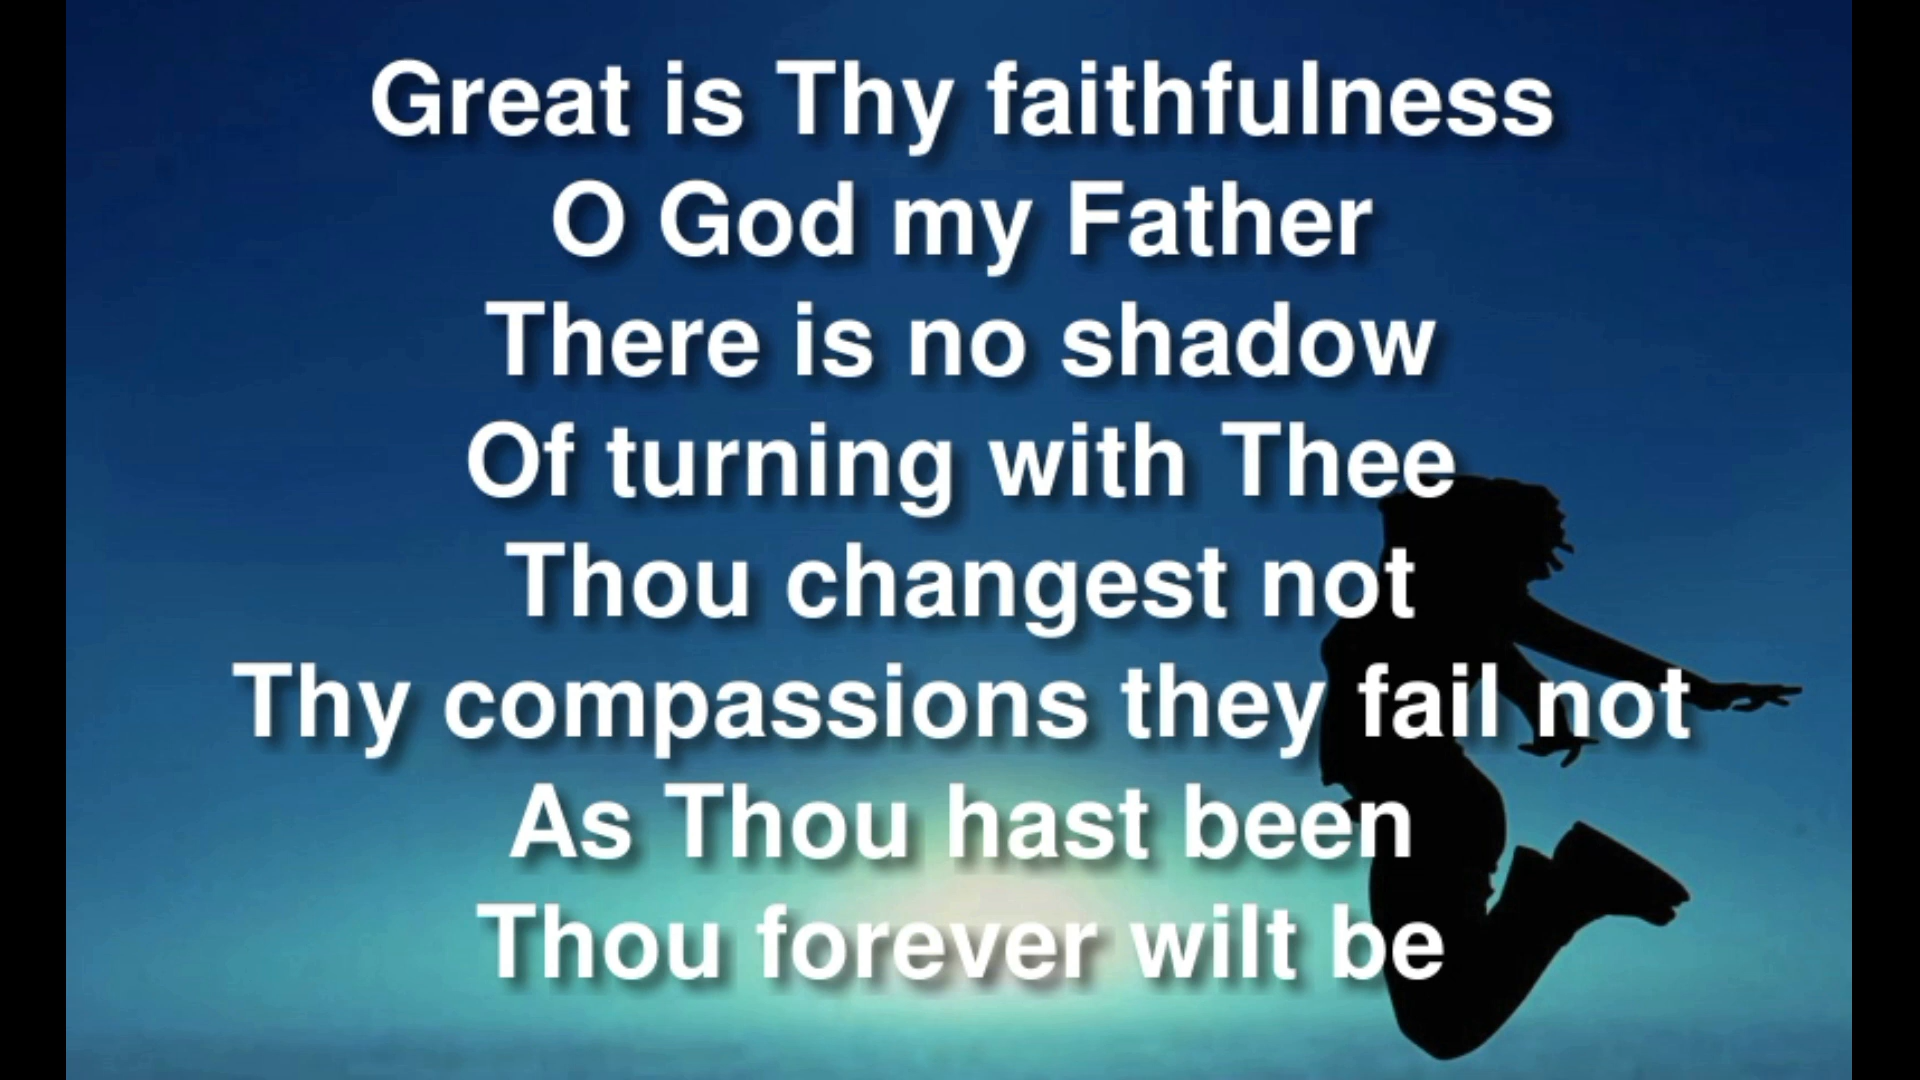 Great is Thy faithfulness
O God my Father
There is no shadow
Of turning with Thee
Thou changest not
Thy compassions they fail not
As Thou hast been
Thou forever wilt be